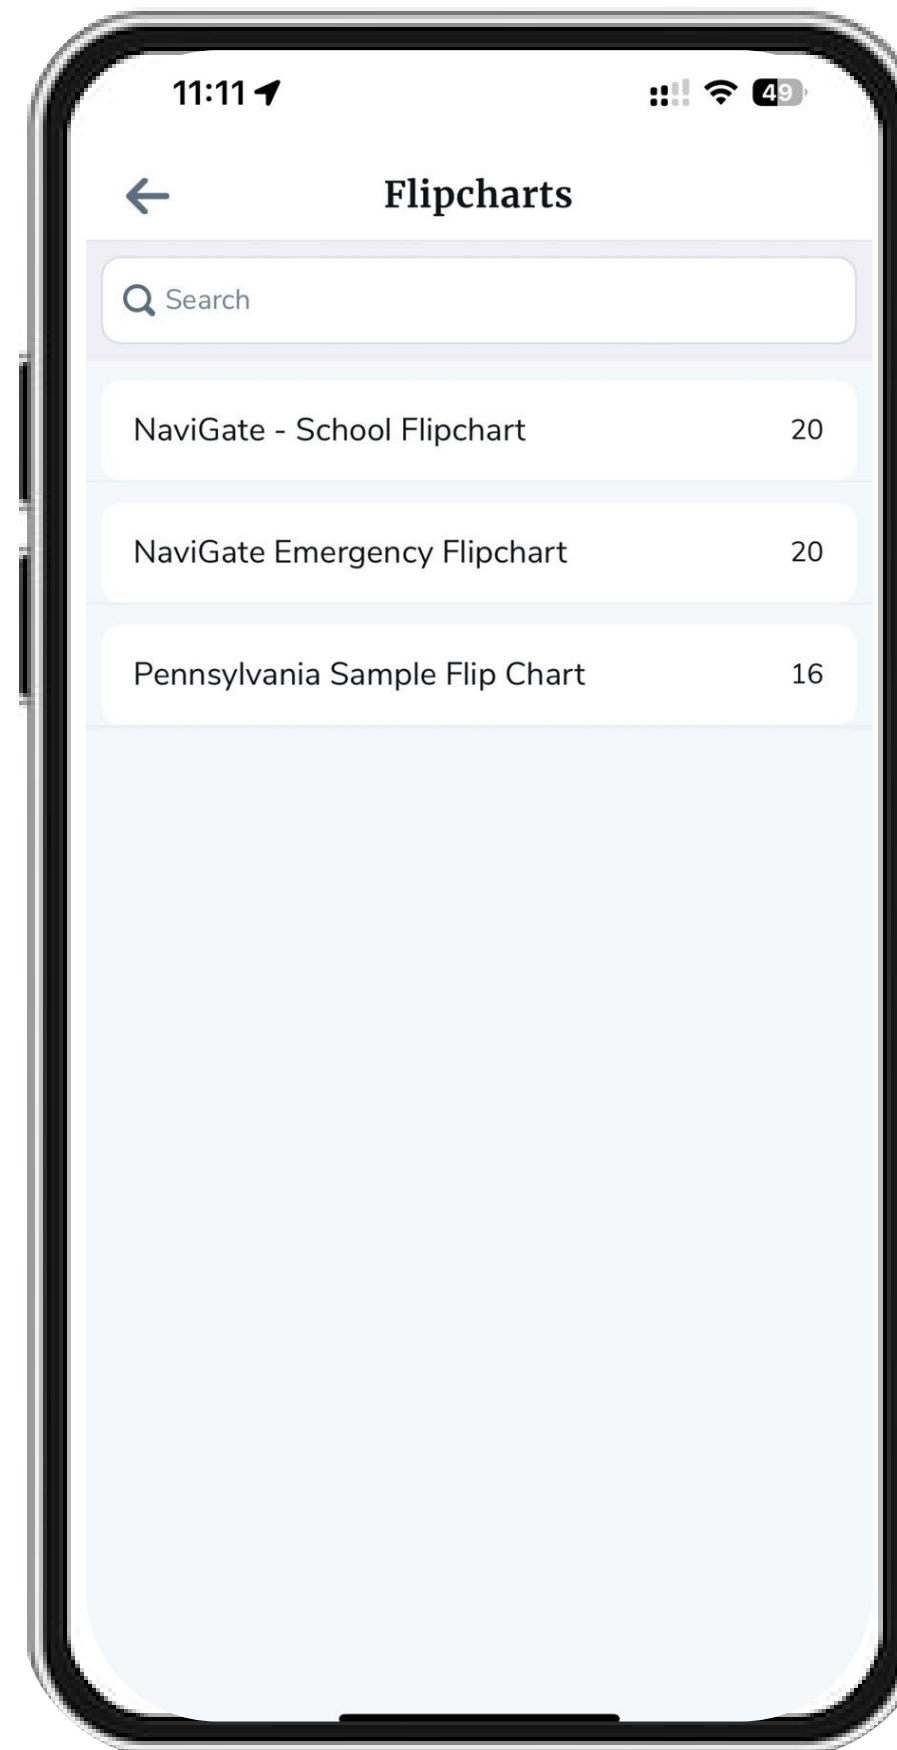 11:11
49
Flipcharts
Search
NaviGate - School Flipchart 20
NaviGate Emergency Flipchart 20
Pennsylvania Sample Flip Chart 16